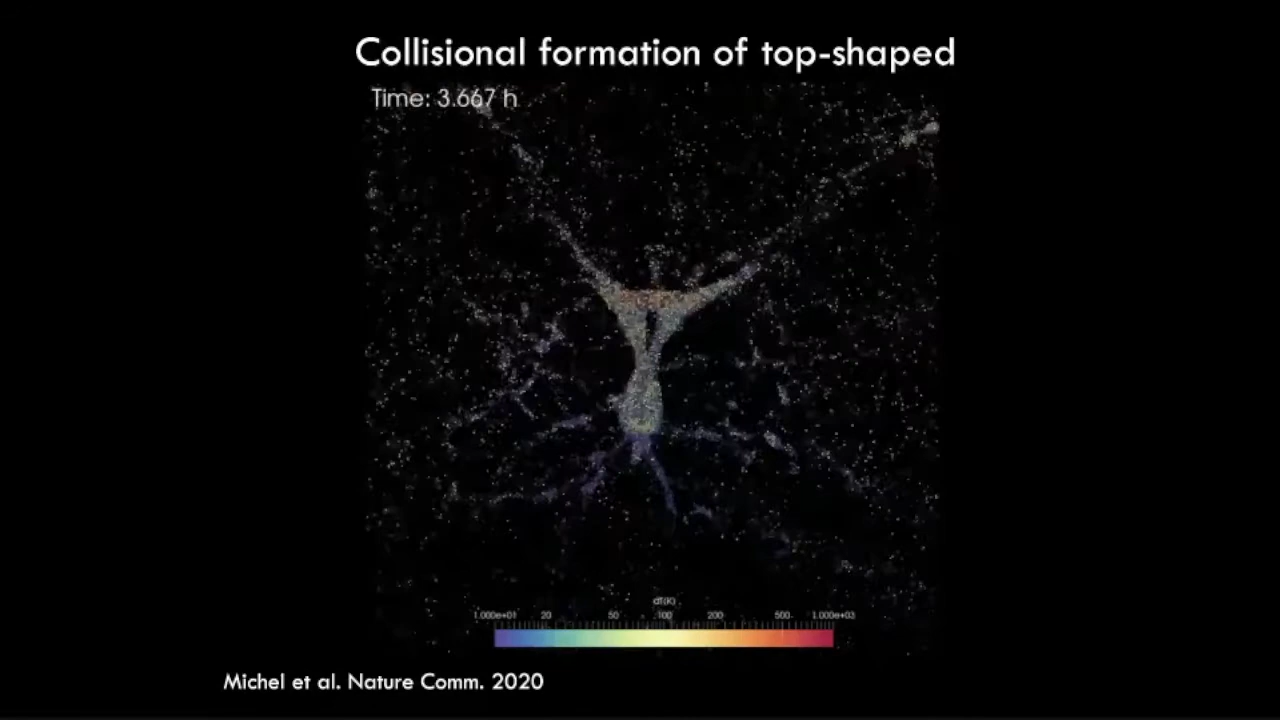 Collisional formation of top-shaped
Time: 3.667 h
dT(K)
1.000e+01 20 50 100 200 500 1.000e+03
Michel et al. Nature Comm. 2020